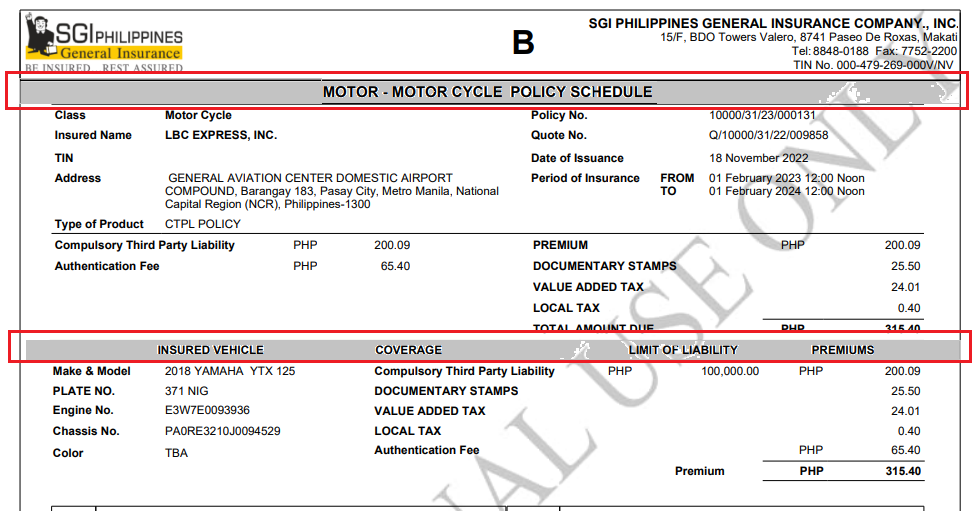 SGI PHILIPPINES
General Insurance
BE INSURED... REST ASSURED
B
SGI PHILIPPINES GENERAL INSURANCE COMPANY., INC.
15/F, BDO Towers Valero, 8741 Paseo De Roxas, Makati
Tel: 8848-0188 Fax: 7752-2200
TIN No. 000-479-269-000V/NV
MOTOR - MOTOR CYCLE POLICY SCHEDULE
Class Motor Cycle Policy No. 10000/31/23/000131
Insured Name LBC EXPRESS, INC. Quote No. Q/10000/31/22/009858
TIN Date of Issuance 18 November 2022
Address GENERAL AVIATION CENTER DOMESTIC AIRPORT Period of Insurance FROM 01 February 2023 12:00 Noon
COMPOUND, Barangay 183, Pasay City, Metro Manila, National TO 01 February 2024 12:00 Noon
Capital Region (NCR), Philippines-1300
Type of Product CTPL POLICY
Compulsory Third Party Liability PHP 200.09 PREMIUM PHP 200.09
Authentication Fee PHP 65.40 DOCUMENTARY STAMPS 25.50
VALUE ADDED TAX 24.01
LOCAL TAX 0.40
TOTAL AMOUNT DUE PHP 315.40
INSURED VEHICLE COVERAGE LIMIT OF LIABILITY PREMIUMS
Make & Model 2018 YAMAHA YTX 125 Compulsory Third Party Liability PHP 100,000.00 PHP 200.09
PLATE NO. 371 NIG DOCUMENTARY STAMPS 25.50
Engine No. E3W7E0093936 VALUE ADDED TAX 24.01
Chassis No. PA0RE3210J0094529 LOCAL TAX 0.40
Color TBA Authentication Fee PHP 65.40
Premium PHP 315.40
AL USE ONLY